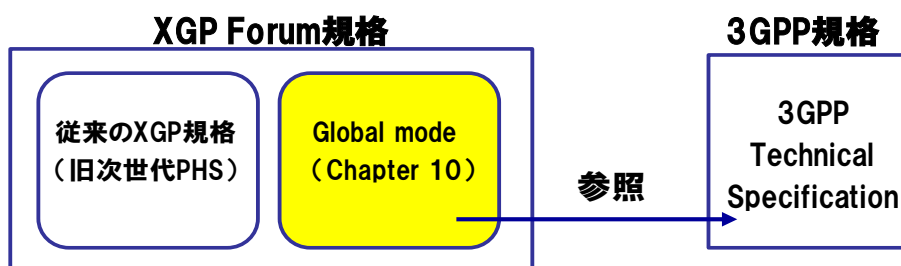 XGP Forum規格
3GPP規格
従来のXGP規格
（旧次世代PHS）
Global mode
（Chapter 10）
参照
3GPP
Technical
Specification